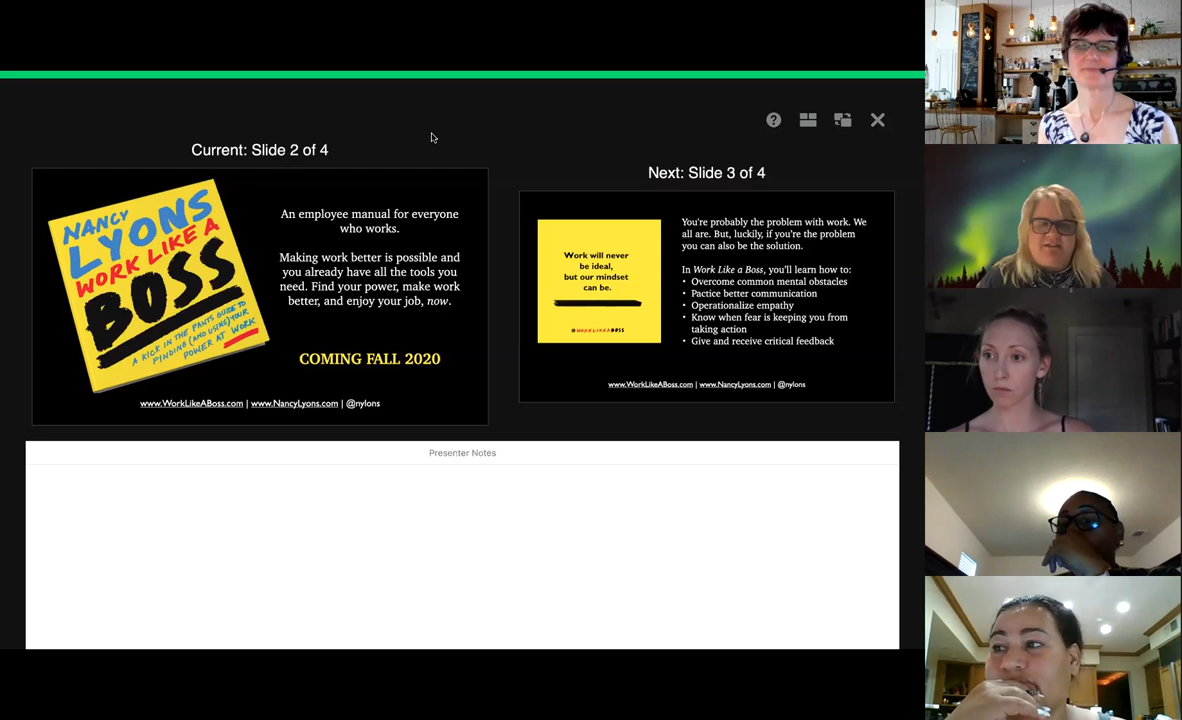 Current: Slide 2 of 4
NANCY
LYONS
WORK LIKE A
BOSS
A KICK IN THE PANTS GUIDE TO
FINDING (AND USING) YOUR
POWER AT WORK
An employee manual for everyone
who works.
Making work better is possible and
you already have all the tools you
need. Find your power, make work
better, and enjoy your job, now.
COMING FALL 2020
www.WorkLikeABoss.com | www.NancyLyons.com | @nylons
Next: Slide 3 of 4
Work will never
be ideal,
but our mindset
can be.
@WORKLIKEABOSS
You're probably the problem with work. We
all are. But, luckily, if you're the problem
you can also be the solution.
In Work Like a Boss, you'll learn how to:
• Overcome common mental obstacles
• Pactice better communication
• Operationalize empathy
• Know when fear is keeping you from
taking action
• Give and receive critical feedback
www.WorkLikeABoss.com | www.NancyLyons.com | @nylons
Presenter Notes